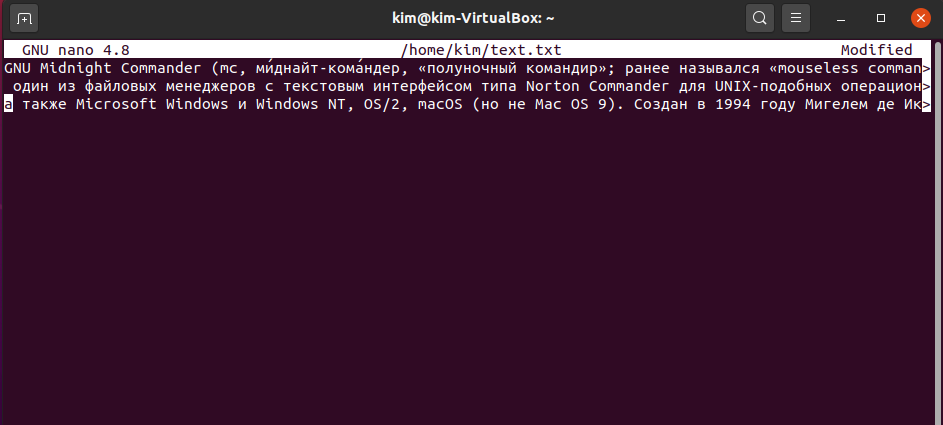 kim@kim-VirtualBox: ~
GNU nano 4.8 /home/kim/text.txt Modified
GNU Midnight Commander (mc, ми́днайт-кома́ндер, «полуночный командир»; ранее назывался «mouseless comman>
один из файловых менеджеров с текстовым интерфейсом типа Norton Commander для UNIX-подобных операцион>
а также Microsoft Windows и Windows NT, OS/2, macOS (но не Mac OS 9). Создан в 1994 году Мигелем де Ик>